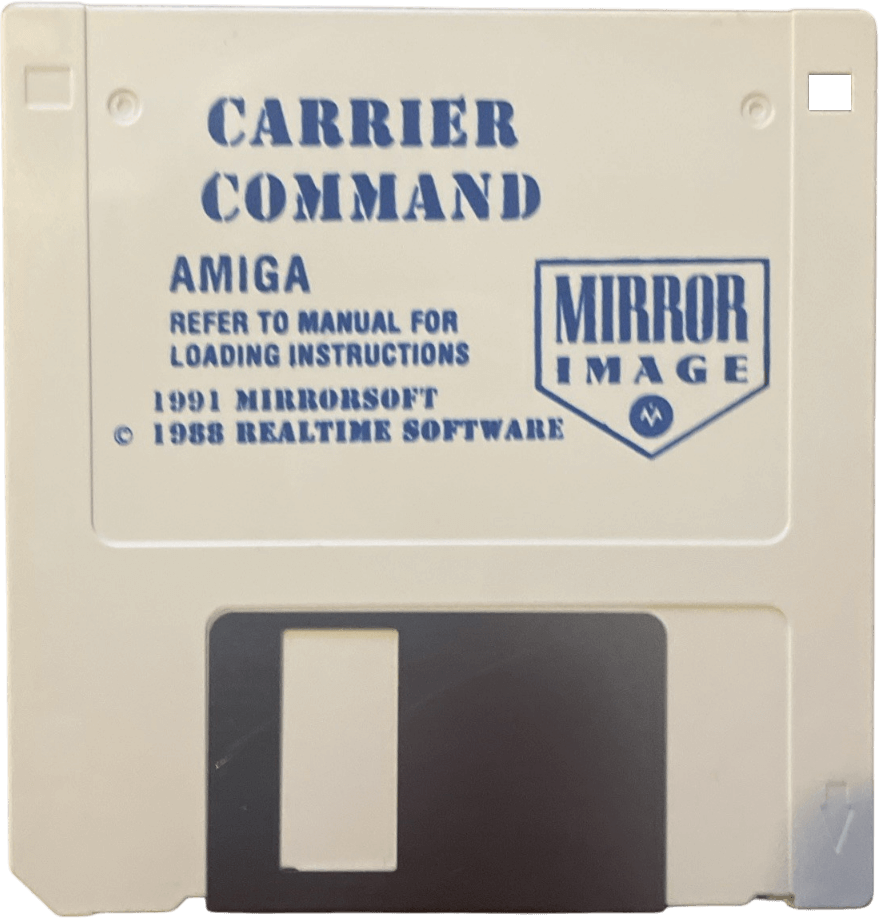 CARRIER
COMMAND
AMIGA
REFER TO MANUAL FOR
LOADING INSTRUCTIONS
1991 MIRRORSOFT
© 1988 REALTIME SOFTWARE
MIRROR
IMAGE